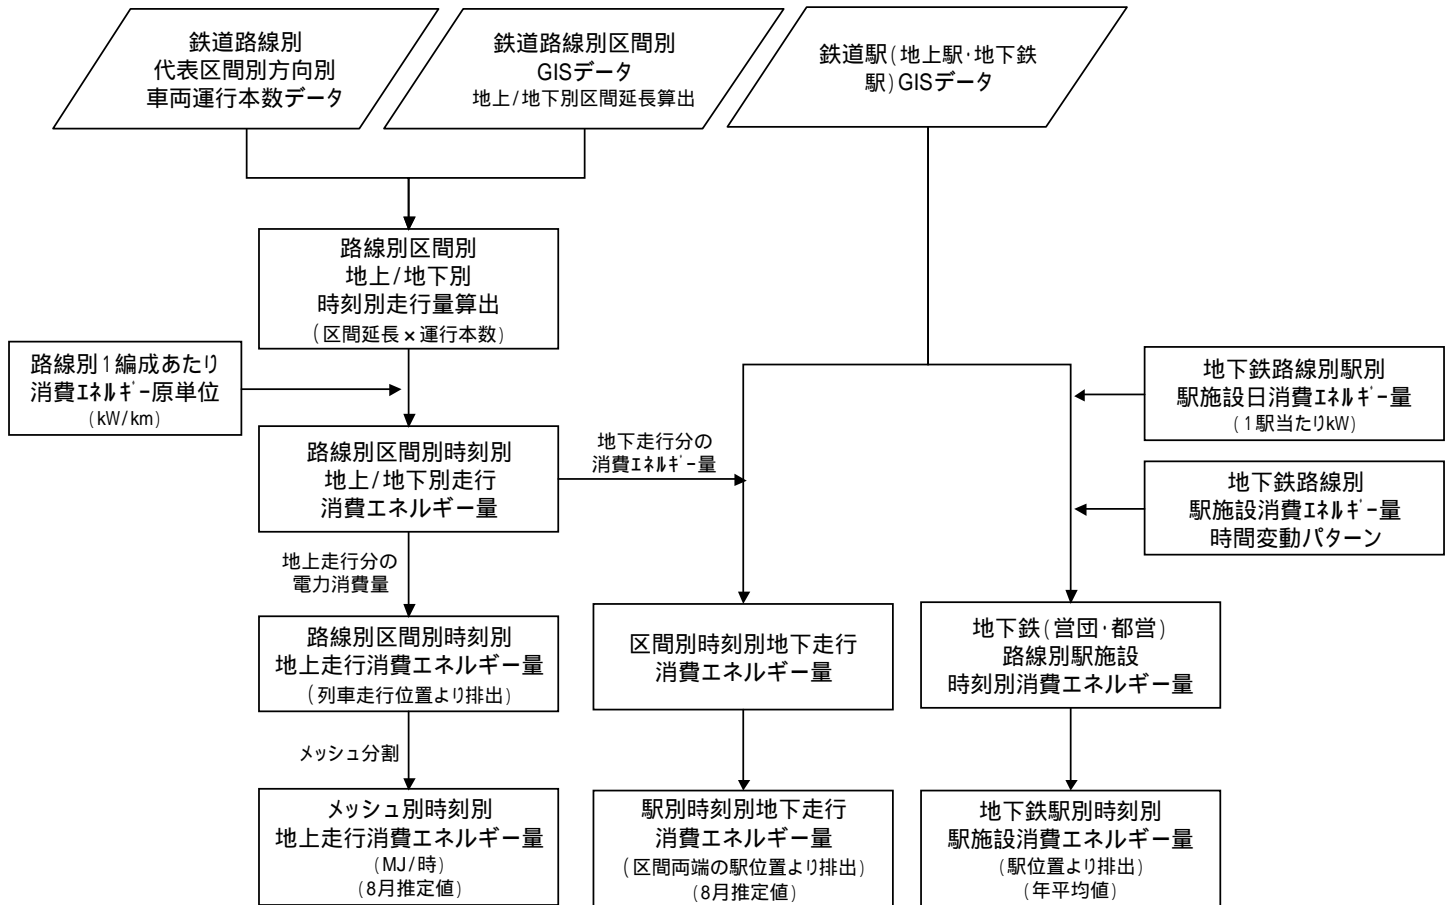 鉄道路線別
代表区間別方向別
車両運行本数データ
鉄道路線別区間別
GISデータ
地上/地下別区間延長算出
鉄道駅(地上駅･地下鉄
駅)GISデータ
路線別区間別
地上/地下別
時刻別走行量算出
(区間延長×運行本数)
路線別1編成あたり
消費ｴﾈﾙｷﾞｰ原単位
(kW/km)
地下鉄路線別駅別
駅施設日消費ｴﾈﾙｷﾞｰ量
(1駅当たりkW)
路線別区間別時刻別
地上/地下別走行
消費エネルギー量
地下走行分の
消費ｴﾈﾙｷﾞｰ量
地下鉄路線別
駅施設消費ｴﾈﾙｷﾞｰ量
時間変動パターン
地上走行分の
電力消費量
路線別区間別時刻別
地上走行消費エネルギー量
(列車走行位置より排出)
区間別時刻別地下走行
消費エネルギー量
地下鉄(営団･都営)
路線別駅施設
時刻別消費エネルギー量
メッシュ分割
メッシュ別時刻別
地上走行消費エネルギー量
(MJ/時)
(8月推定値)
駅別時刻別地下走行
消費エネルギー量
(区間両端の駅位置より排出)
(8月推定値)
地下鉄駅別時刻別
駅施設消費エネルギー量
(駅位置より排出)
(年平均値)